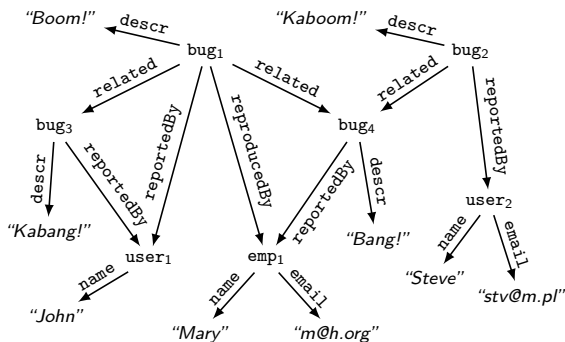 “Boom!”
descr
“Kaboom!”
descr
bug₁
bug₂
related
related
related
bug₃
reportedBy
reproducedBy
bug₄
reportedBy
descr
reportedBy
reportedBy
descr
“Kabang!”
user₁
emp₁
“Bang!”
user₂
name
name
email
name
email
“John”
“Mary”
“m@h.org”
“Steve”
“stv@m.pl”